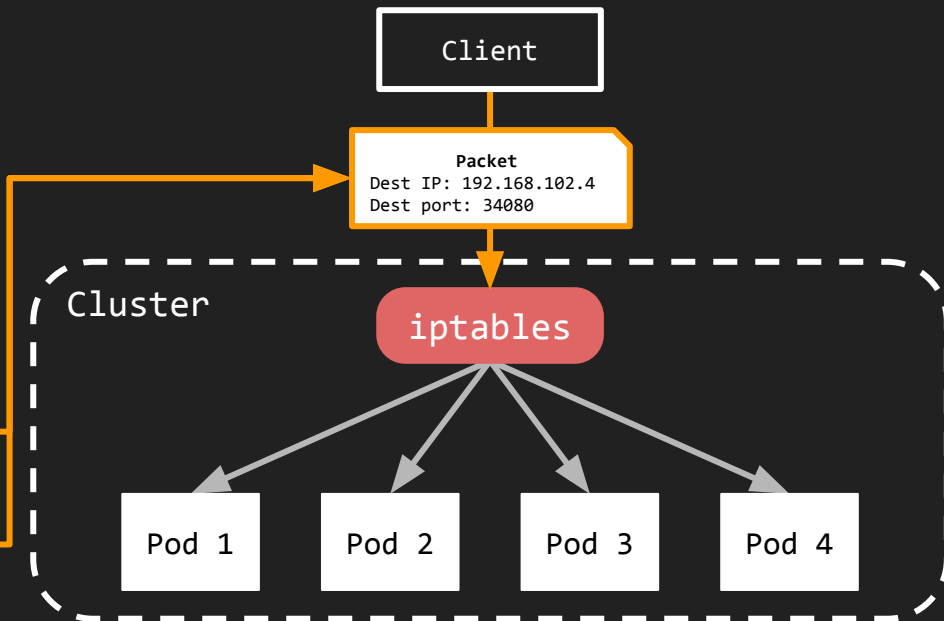 Client
Packet
Dest IP: 192.168.102.4
Dest port: 34080
Cluster
iptables
Pod 1
Pod 2
Pod 3
Pod 4